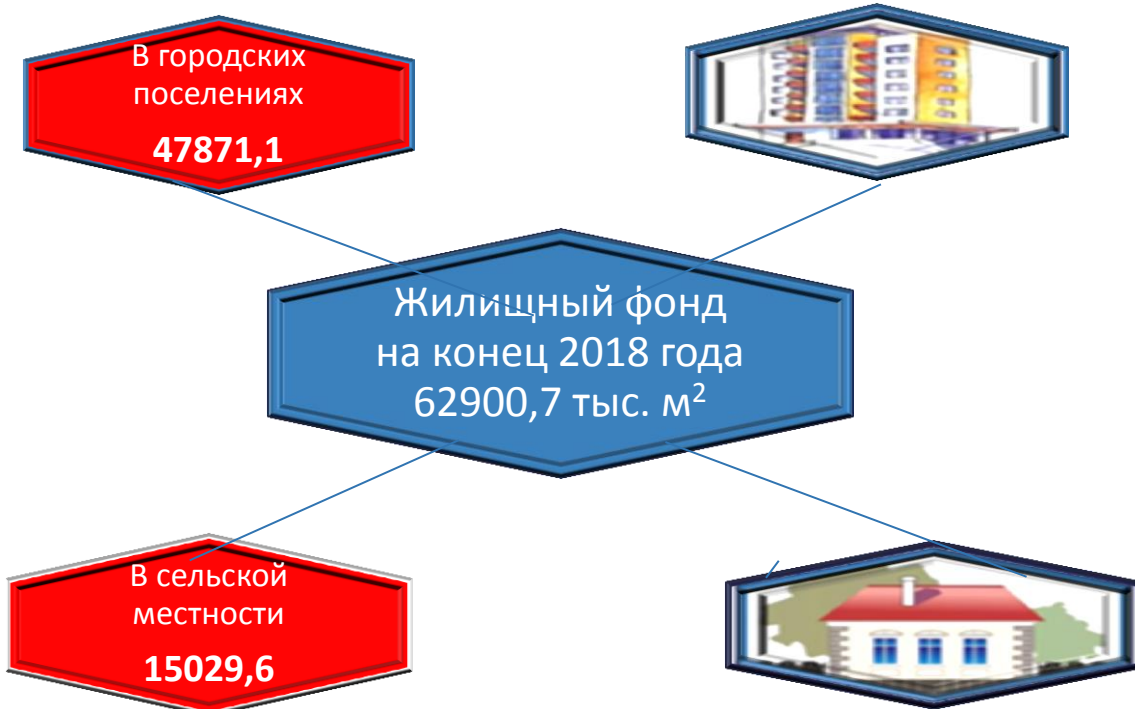 В городских
поселениях
47871,1
Жилищный фонд
на конец 2018 года
62900,7 тыс. м²
В сельской
местности
15029,6